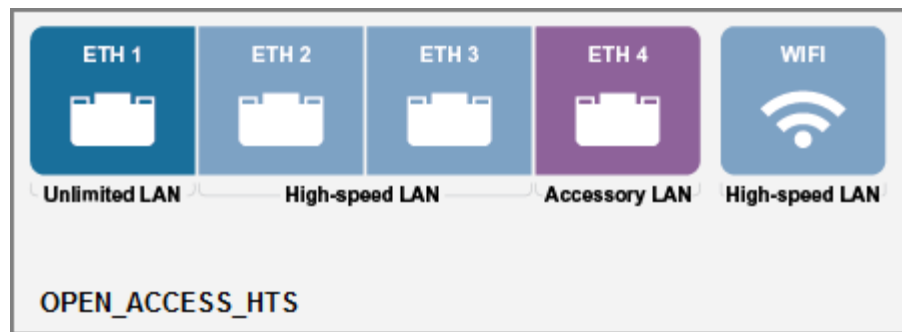 ETH 1 ETH 2 ETH 3 ETH 4 WIFI
Unlimited LAN High-speed LAN Accessory LAN High-speed LAN
OPEN_ACCESS_HTS